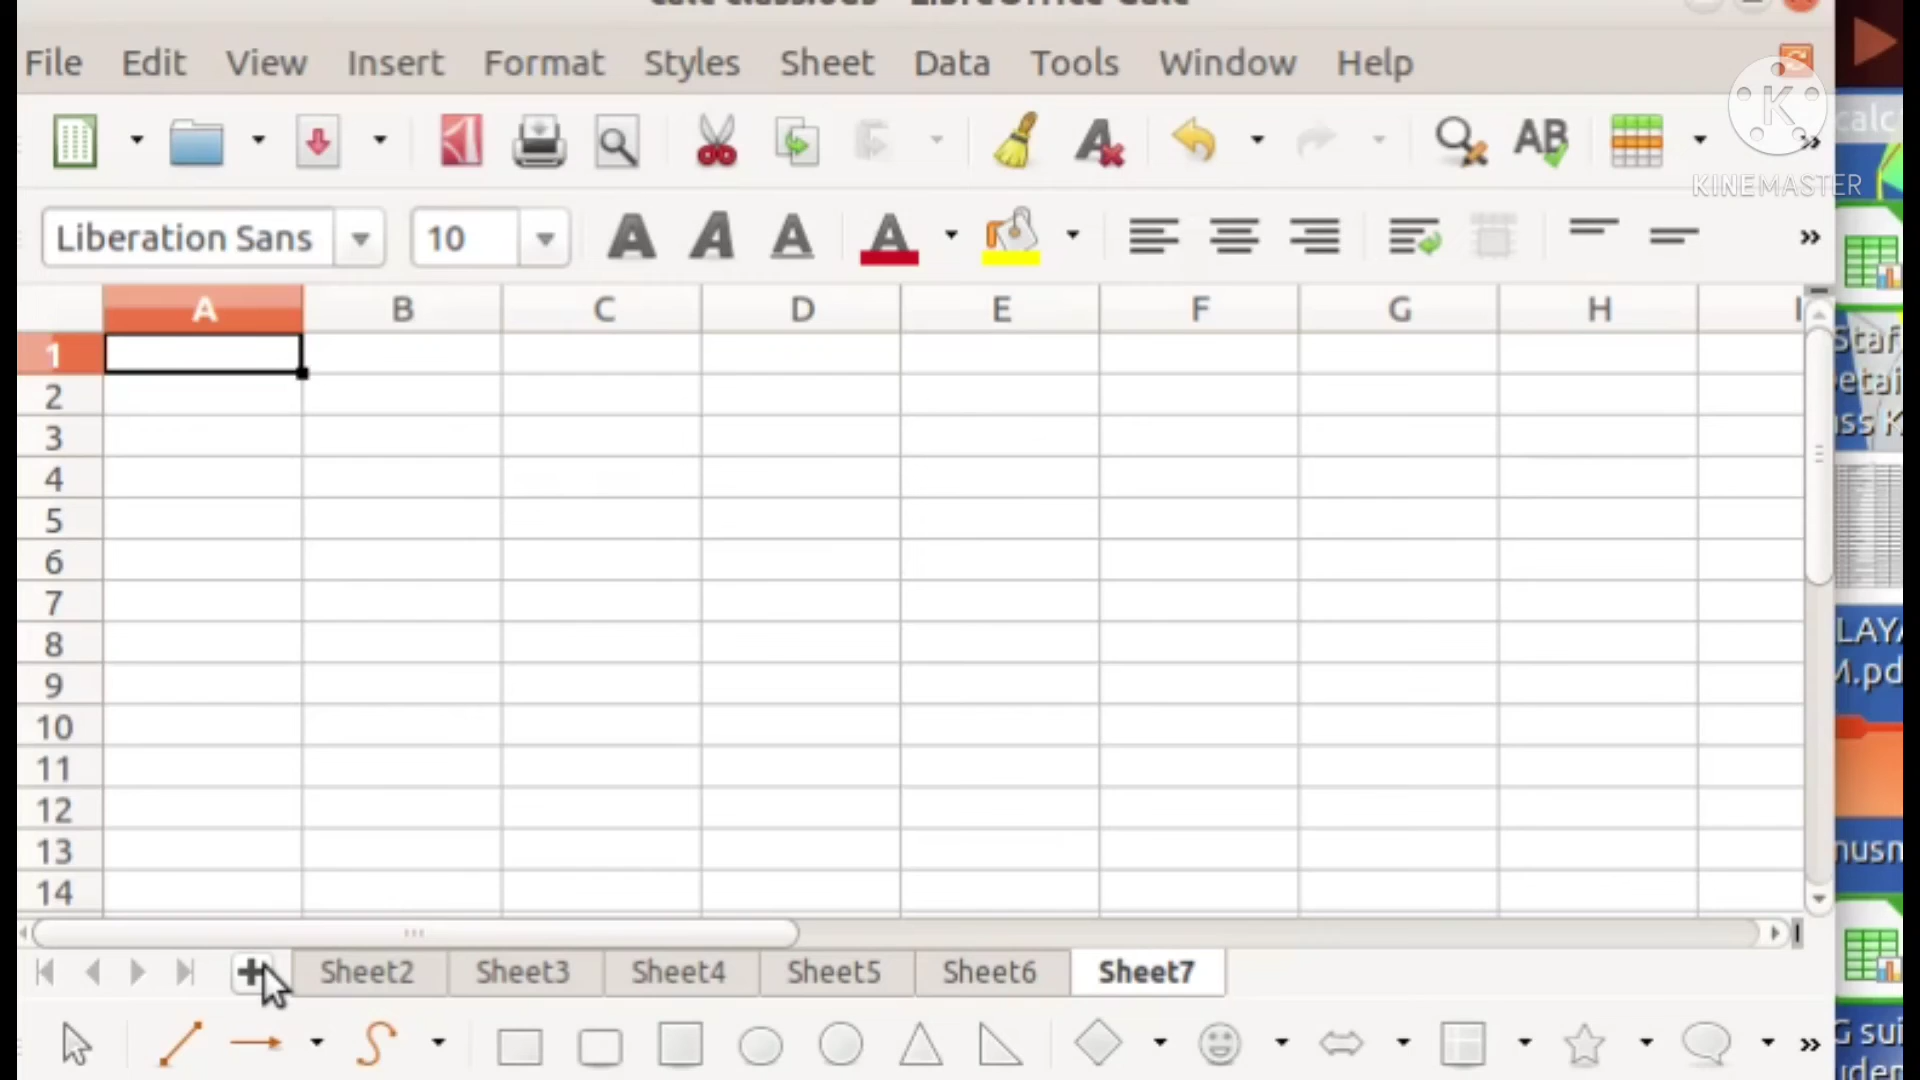 File Edit View Insert Format Styles Sheet Data Tools Window Help
KINEMASTER
Liberation Sans 10
A B C D E F G H I
1
2
3
4
5
6
7
8
9
10
11
12
13
14
Sheet2 Sheet3 Sheet4 Sheet5 Sheet6 Sheet7